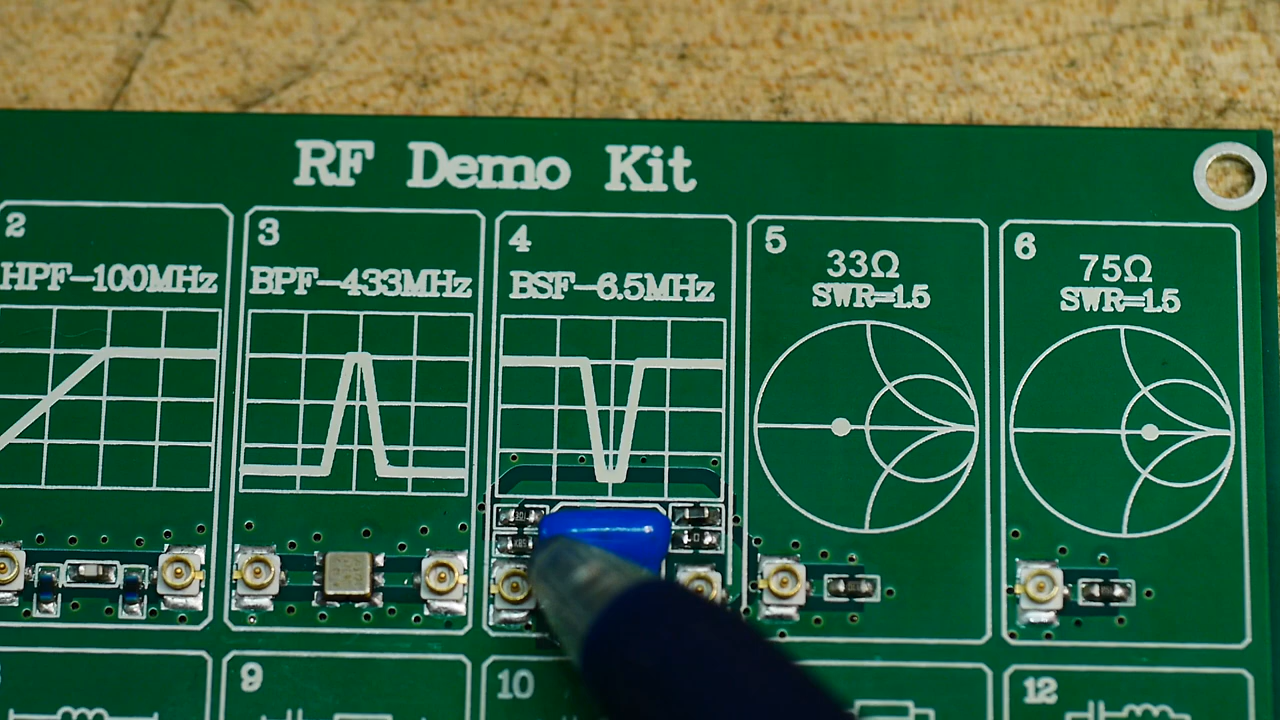 RF Demo Kit
2
HPF-100MHz
3
BPF-433MHz
4
BSF-6.5MHz
5
33Ω
SWR=1.5
6
75Ω
SWR=1.5
9
10
12